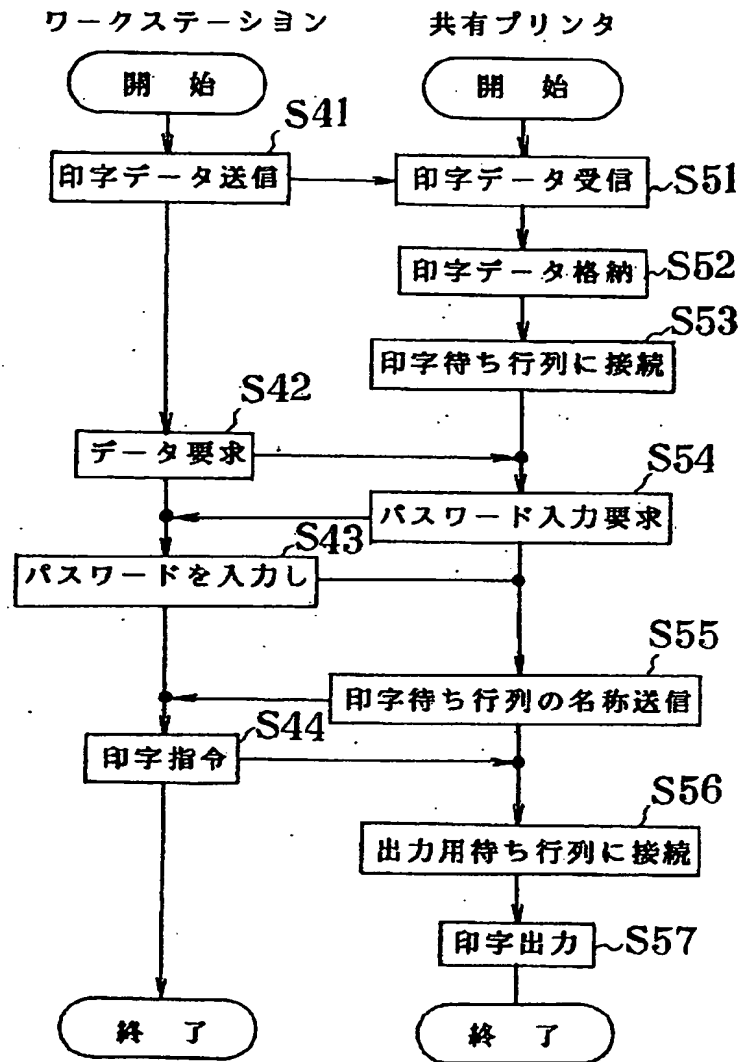 ワークステーション 共有プリンタ
開 始 開 始
S41
印字データ送信 印字データ受信 S51
印字データ格納 S52
S53
印字待ち行列に接続
S42
データ要求
S54
パスワード入力要求
S43
パスワードを入力し
S55
印字待ち行列の名称送信
S44
印字指令
S56
出力用待ち行列に接続
印字出力 S57
終 了 終 了